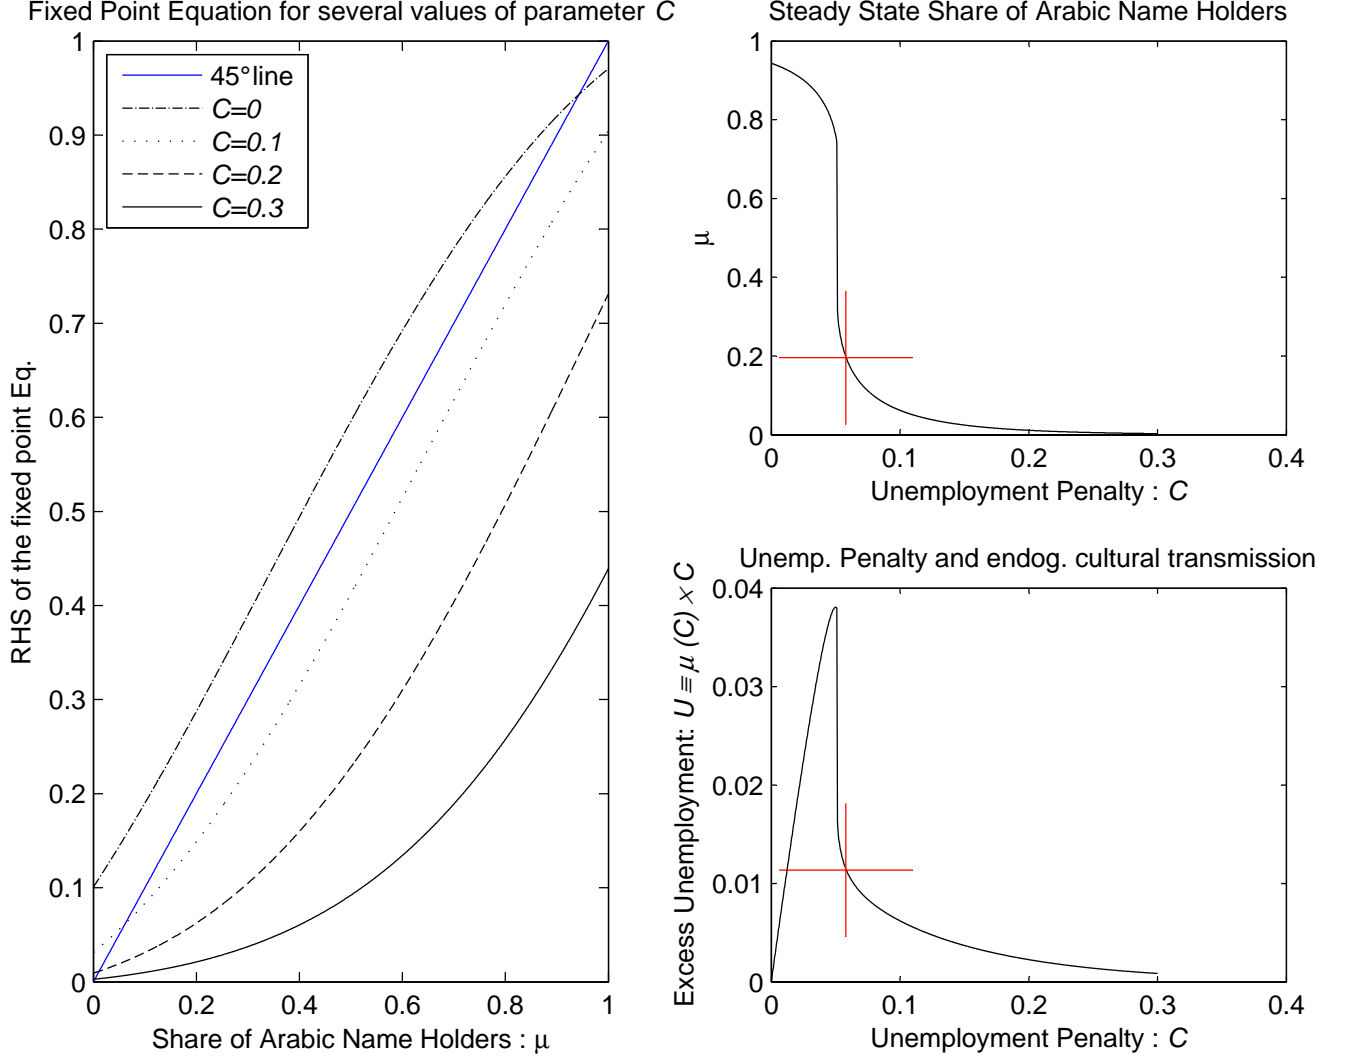 Fixed Point Equation for several values of parameter C
1
0.9
0.8
0.7
0.6
0.5
0.4
0.3
0.2
0.1
0
45° line
C=0
C=0.1
C=0.2
C=0.3
RHS of the fixed point Eq.
0 0.2 0.4 0.6 0.8 1
Share of Arabic Name Holders : μ
Steady State Share of Arabic Name Holders
1
0.8
0.6
0.4
0.2
0
μ
0 0.1 0.2 0.3 0.4
Unemployment Penalty : C
Unemp. Penalty and endog. cultural transmission
0.04
0.03
0.02
0.01
0
Excess Unemployment: U ≡ μ (C) × C
0 0.1 0.2 0.3 0.4
Unemployment Penalty : C